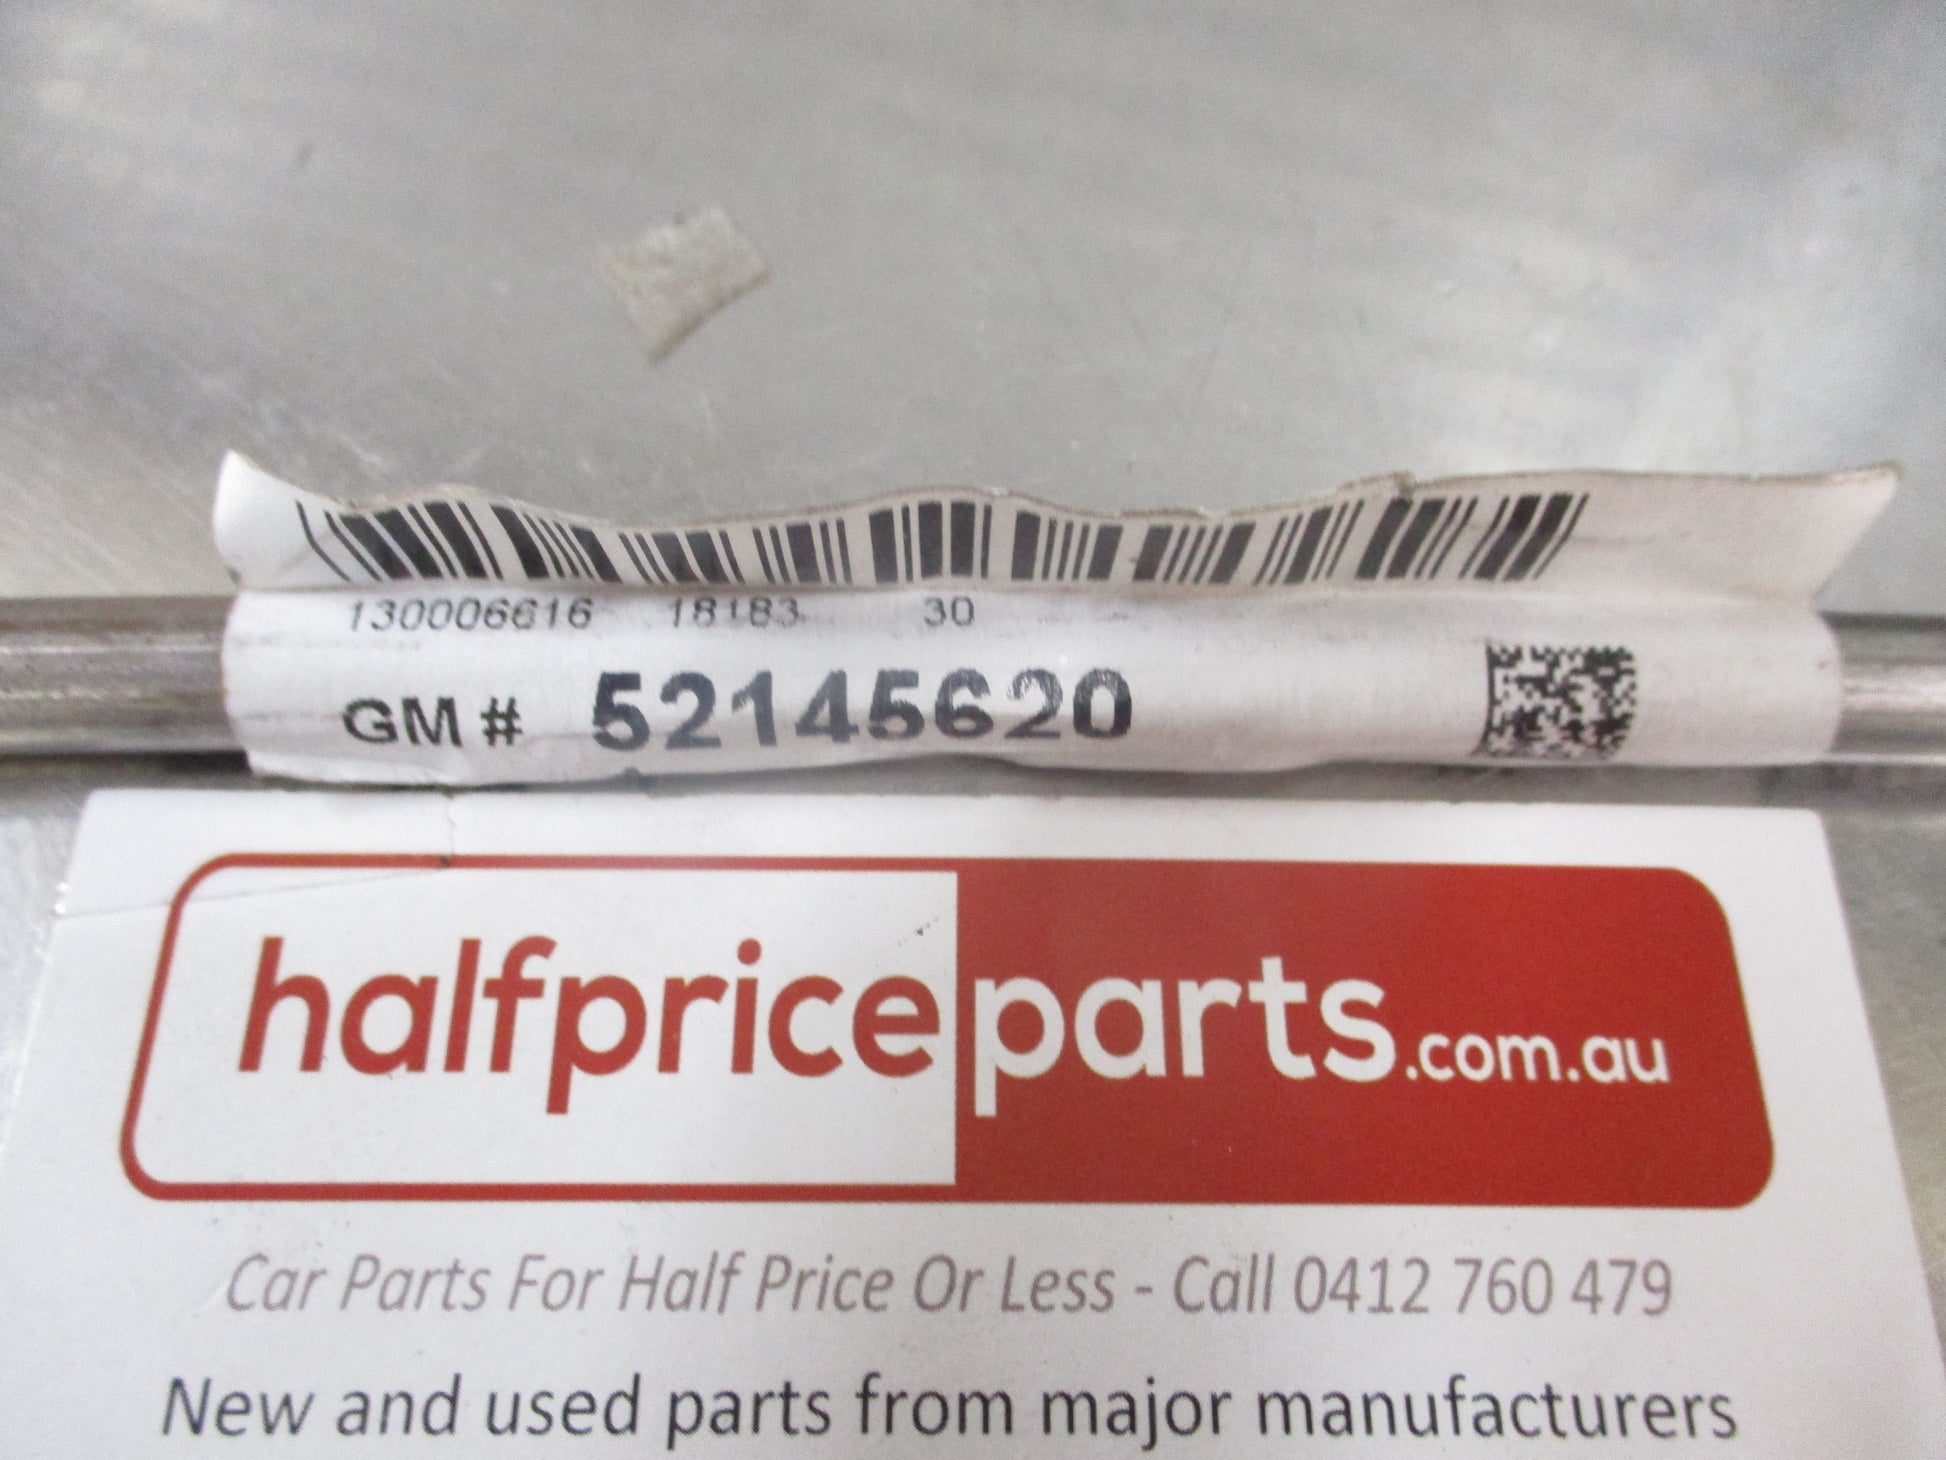 130006616 18183 30
GM # 52145620
halfpriceparts.com.au
Car Parts For Half Price Or Less - Call 0412 760 479
New and used parts from major manufacturers